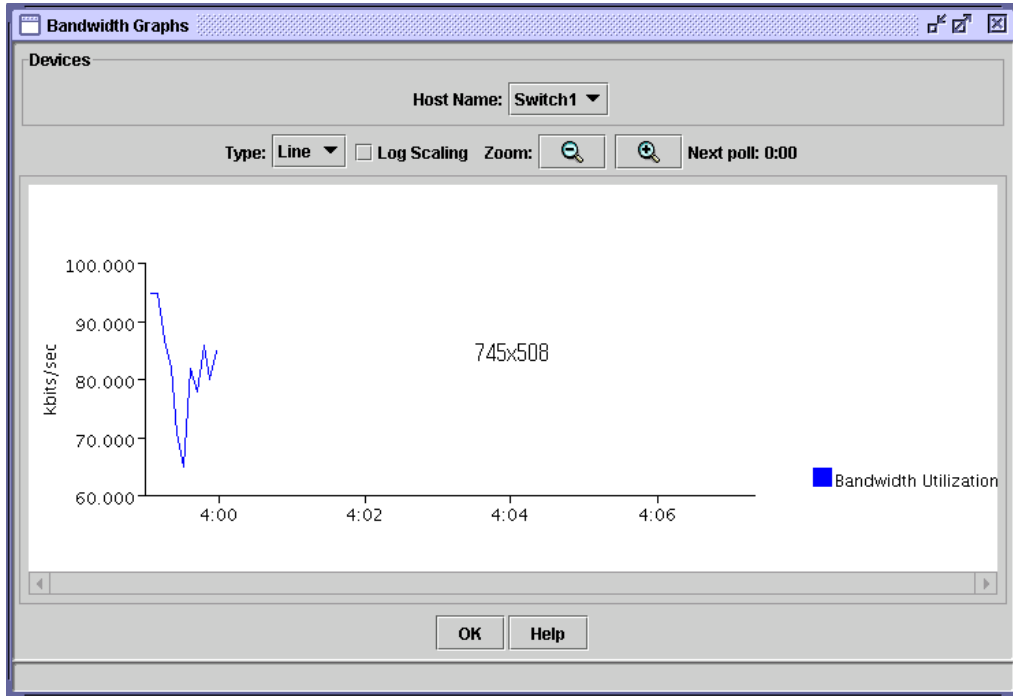 Bandwidth Graphs
Devices
Host Name: Switch1
Type: Line Log Scaling Zoom: Next poll: 0:00
100.000
90.000
80.000
70.000
60.000
kbits/sec
745x508
4:00 4:02 4:04 4:06
Bandwidth Utilization
OK Help